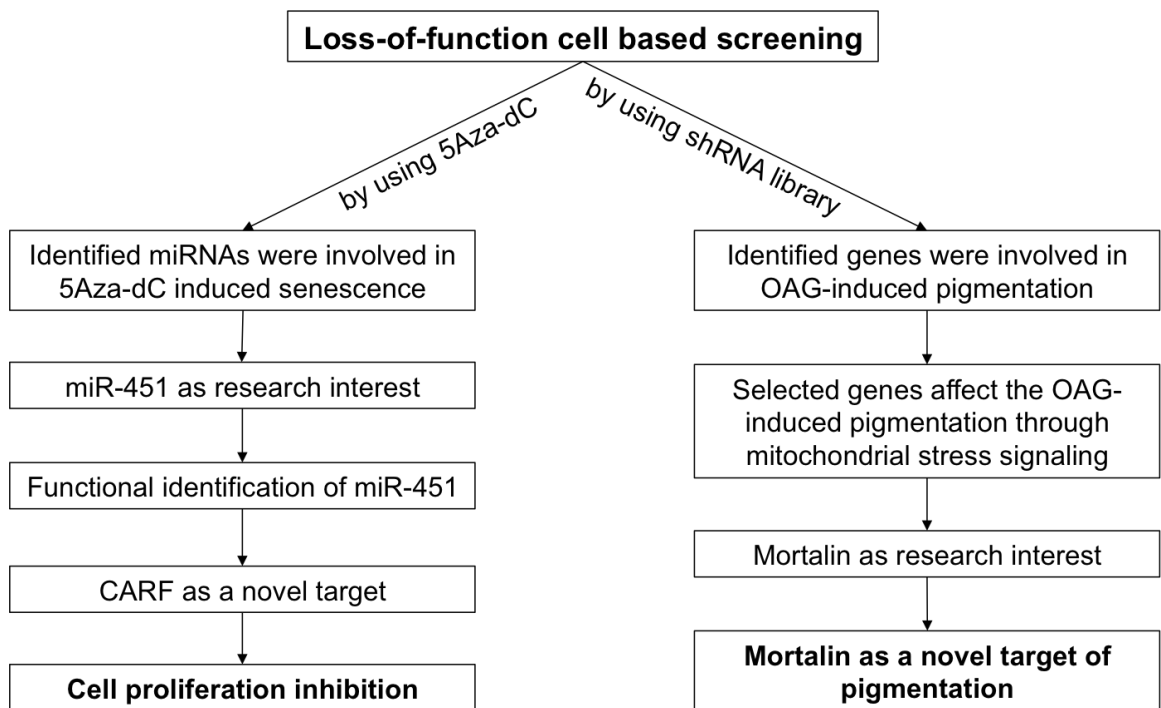 Loss-of-function cell based screening
by using 5Aza-dC
by using shRNA library
Identified miRNAs were involved in
5Aza-dC induced senescence
miR-451 as research interest
Functional identification of miR-451
CARF as a novel target
Cell proliferation inhibition
Identified genes were involved in
OAG-induced pigmentation
Selected genes affect the OAG-
induced pigmentation through
mitochondrial stress signaling
Mortalin as research interest
Mortalin as a novel target of
pigmentation